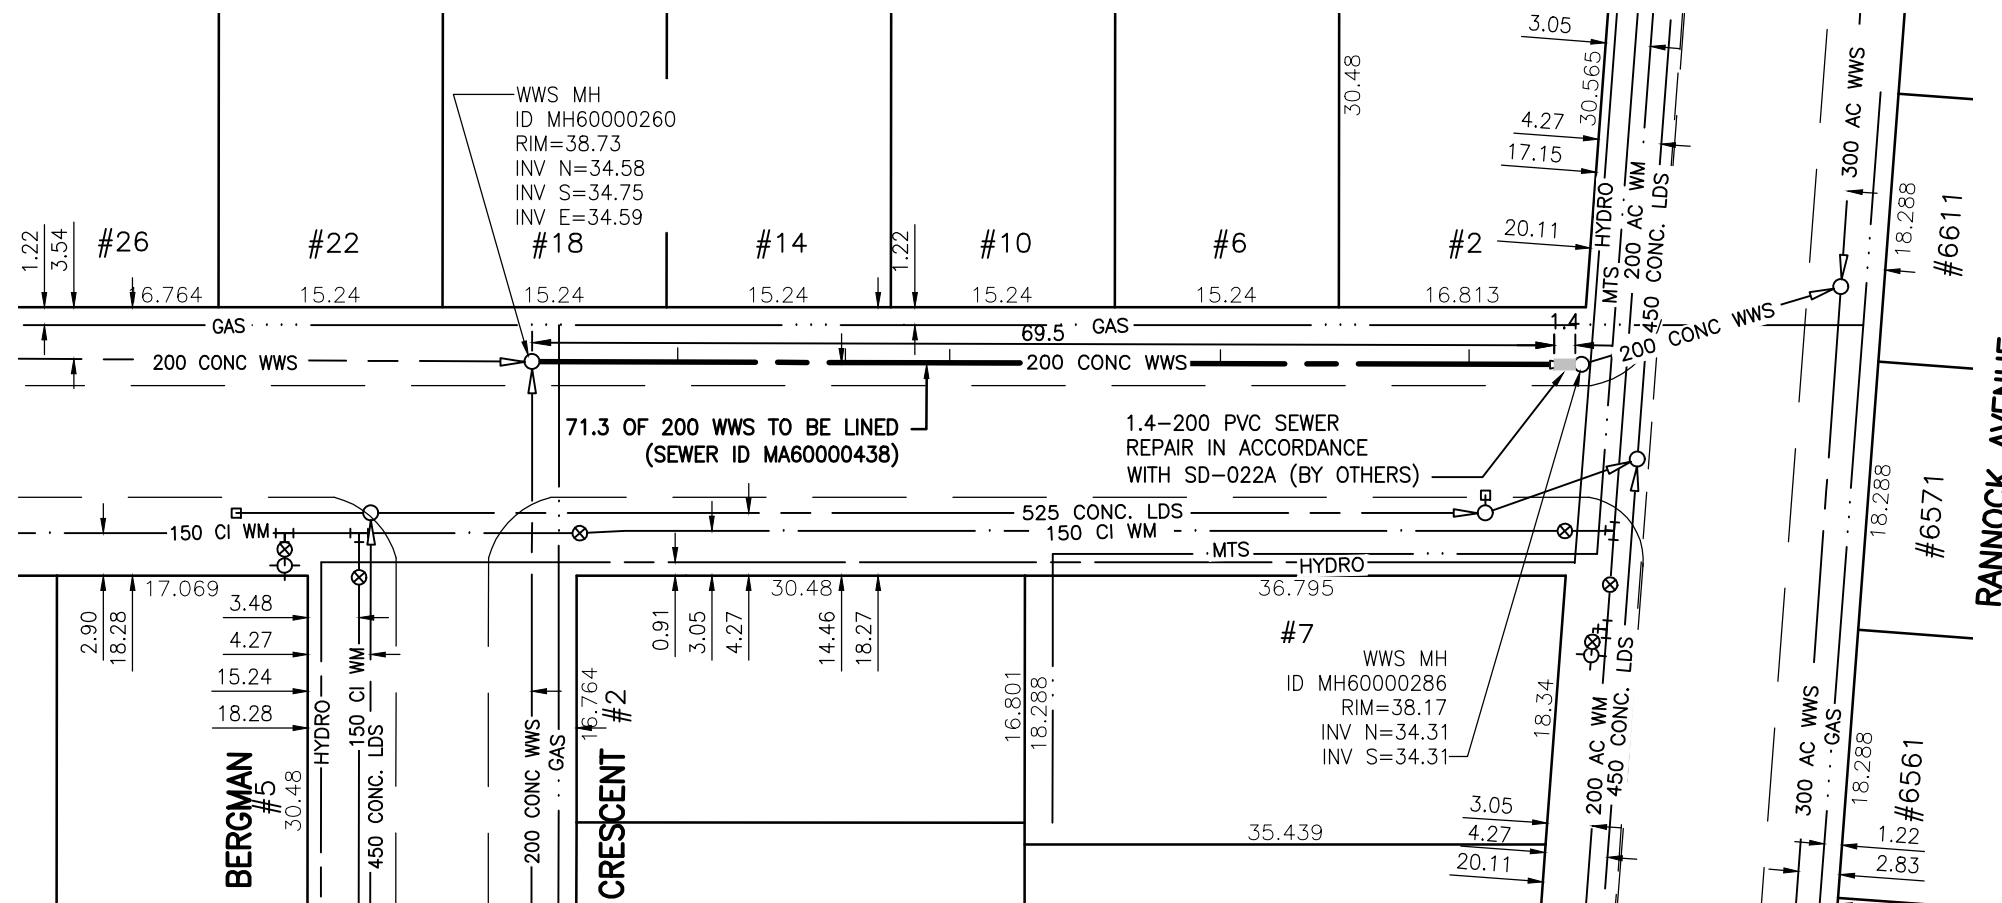 WWS MH
ID MH60000260
RIM=38.73
INV N=34.58
INV S=34.75
INV E=34.59
3.05
30.565
30.48
4.27
17.15
20.11
1.22
3.54
#26
#22
#18
#14
1.22
#10
#6
#2
16.764
15.24
15.24
15.24
15.24
15.24
16.813
HYDRO
MTS
200 AC WM
450 CONC. LDS
300 AC WWS
18.288
#6611
GAS
69.5
GAS
1.4
200 CONC WWS
200 CONC WWS
200 CONC WWS
71.3 OF 200 WWS TO BE LINED
(SEWER ID MA60000438)
1.4-200 PVC SEWER
REPAIR IN ACCORDANCE
WITH SD-022A (BY OTHERS)
18.288
#6571
RANNOCK AVENUE
525 CONC. LDS
150 CI WM
150 CI WM
MTS
HYDRO
17.069
30.48
36.795
2.90
18.28
3.48
4.27
15.24
18.28
0.91
3.05
4.27
14.46
18.27
#7
WWS MH
ID MH60000286
RIM=38.17
INV N=34.31
INV S=34.31
16.801
18.288
18.34
HYDRO
150 CI WM
450 CONC. LDS
200 CONC WWS
GAS
16.764
#2
BERGMAN
#5
30.48
CRESCENT
200 AC WM
450 CONC. LDS
300 AC WWS
GAS
18.288
#6561
3.05
35.439
4.27
20.11
1.22
2.83